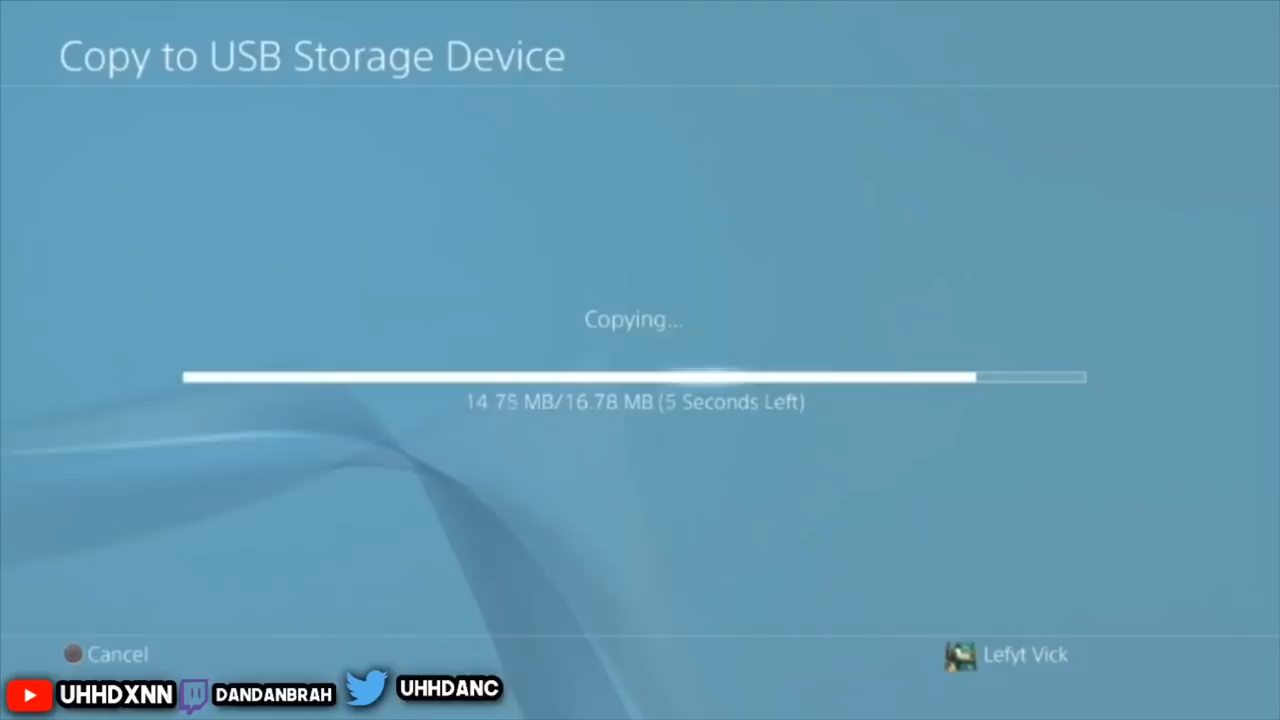 Copy to USB Storage Device
Copying...
14.75 MB/16.78 MB (5 Seconds Left)
Cancel
Lefyt Vick
UHHDXNN
DANDANBRAH
UHHDANC